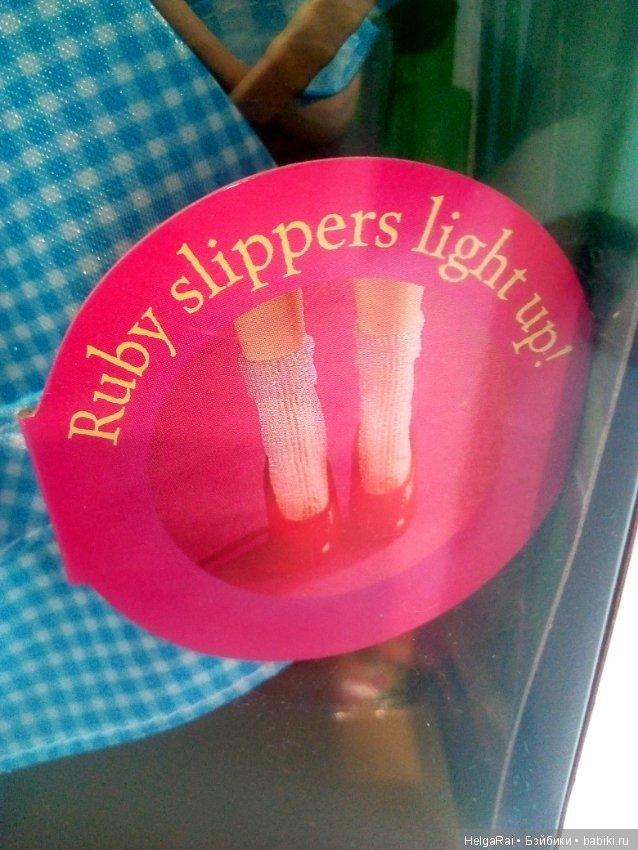 Ruby slippers light up!
HelgaRai • Бэйбики • babiki.ru